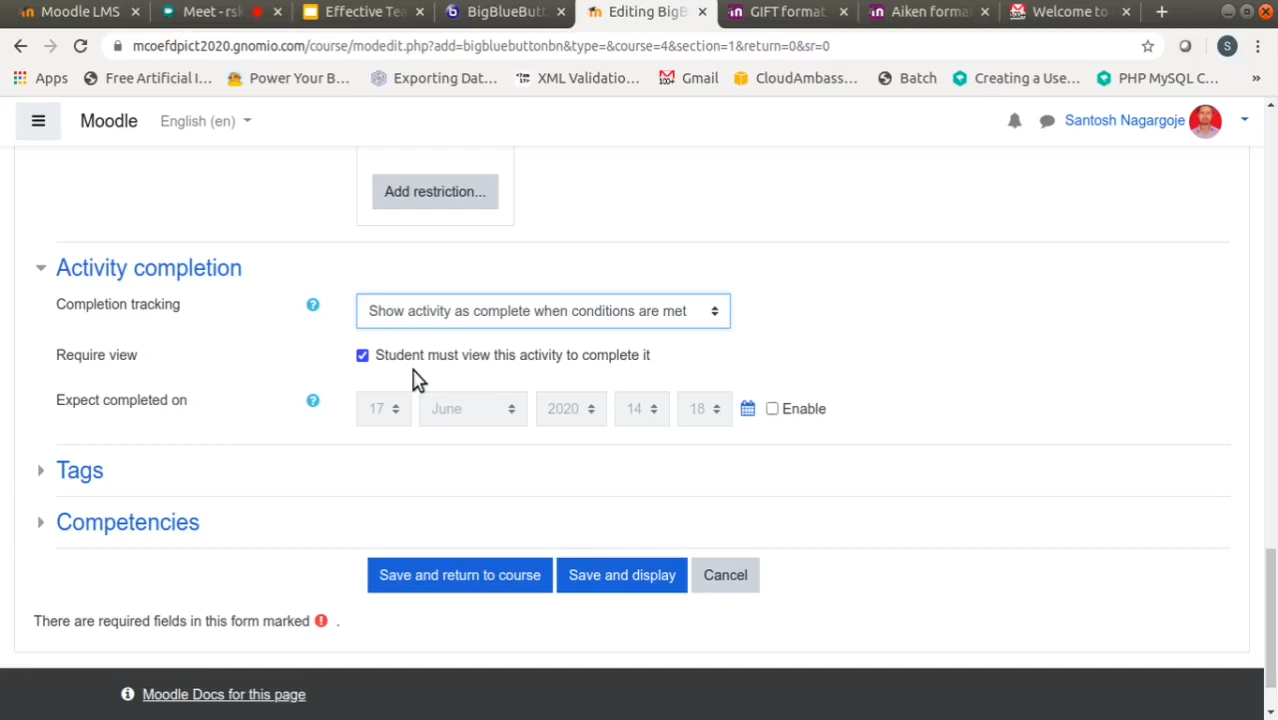 Moodle LMS
Meet - rsk
Effective Tea
BigBlueButt
Editing BigB
GIFT format
Aiken forma
Welcome to
mcoefdpict2020.gnomio.com/course/modedit.php?add=bigbluebuttonbn&type=&course=4&section=1&return=0&sr=0
S
Apps
Free Artificial I...
Power Your B...
Exporting Dat...
XML Validatio...
Gmail
CloudAmbass...
Batch
Creating a Use...
PHP MySQL C...
»
Moodle
English (en)
Santosh Nagargoje
Add restriction...
Activity completion
Completion tracking
Show activity as complete when conditions are met
Require view
Student must view this activity to complete it
Expect completed on
17 June 2020 14 18 Enable
Tags
Competencies
Save and return to course
Save and display
Cancel
There are required fields in this form marked .
Moodle Docs for this page